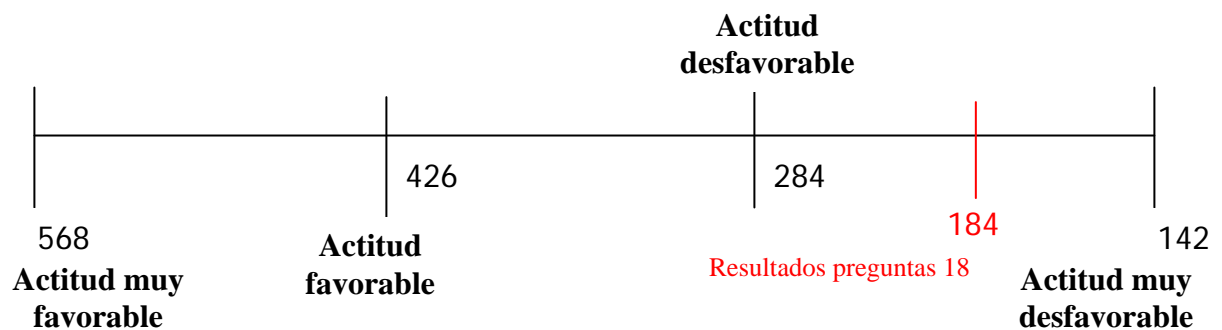 Actitud
desfavorable
426
284
184
568
142
Actitud
favorable
Resultados preguntas 18
Actitud muy
favorable
Actitud muy
desfavorable